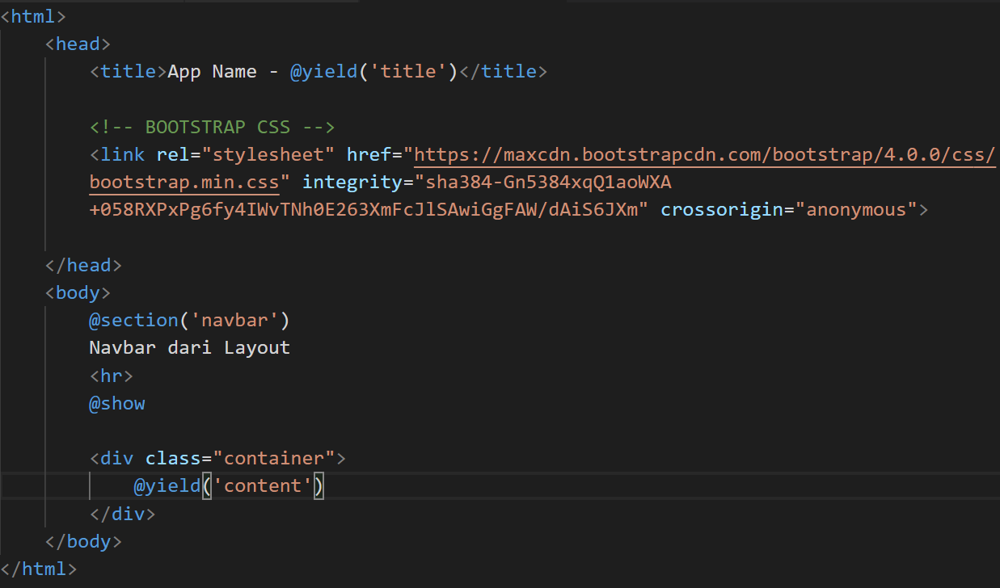 <html>
<head>
<title>App Name - @yield('title')</title>
<!-- BOOTSTRAP CSS -->
<link rel="stylesheet" href="https://maxcdn.bootstrapcdn.com/bootstrap/4.0.0/css/
bootstrap.min.css" integrity="sha384-Gn5384xqQ1aoWXA
+058RXPxPg6fy4IWvTNh0E263XmFcJlSAwiGgFAW/dAiS6JXm" crossorigin="anonymous">
</head>
<body>
@section('navbar')
Navbar dari Layout
<hr>
@show
<div class="container">
@yield('content')
</div>
</body>
</html>